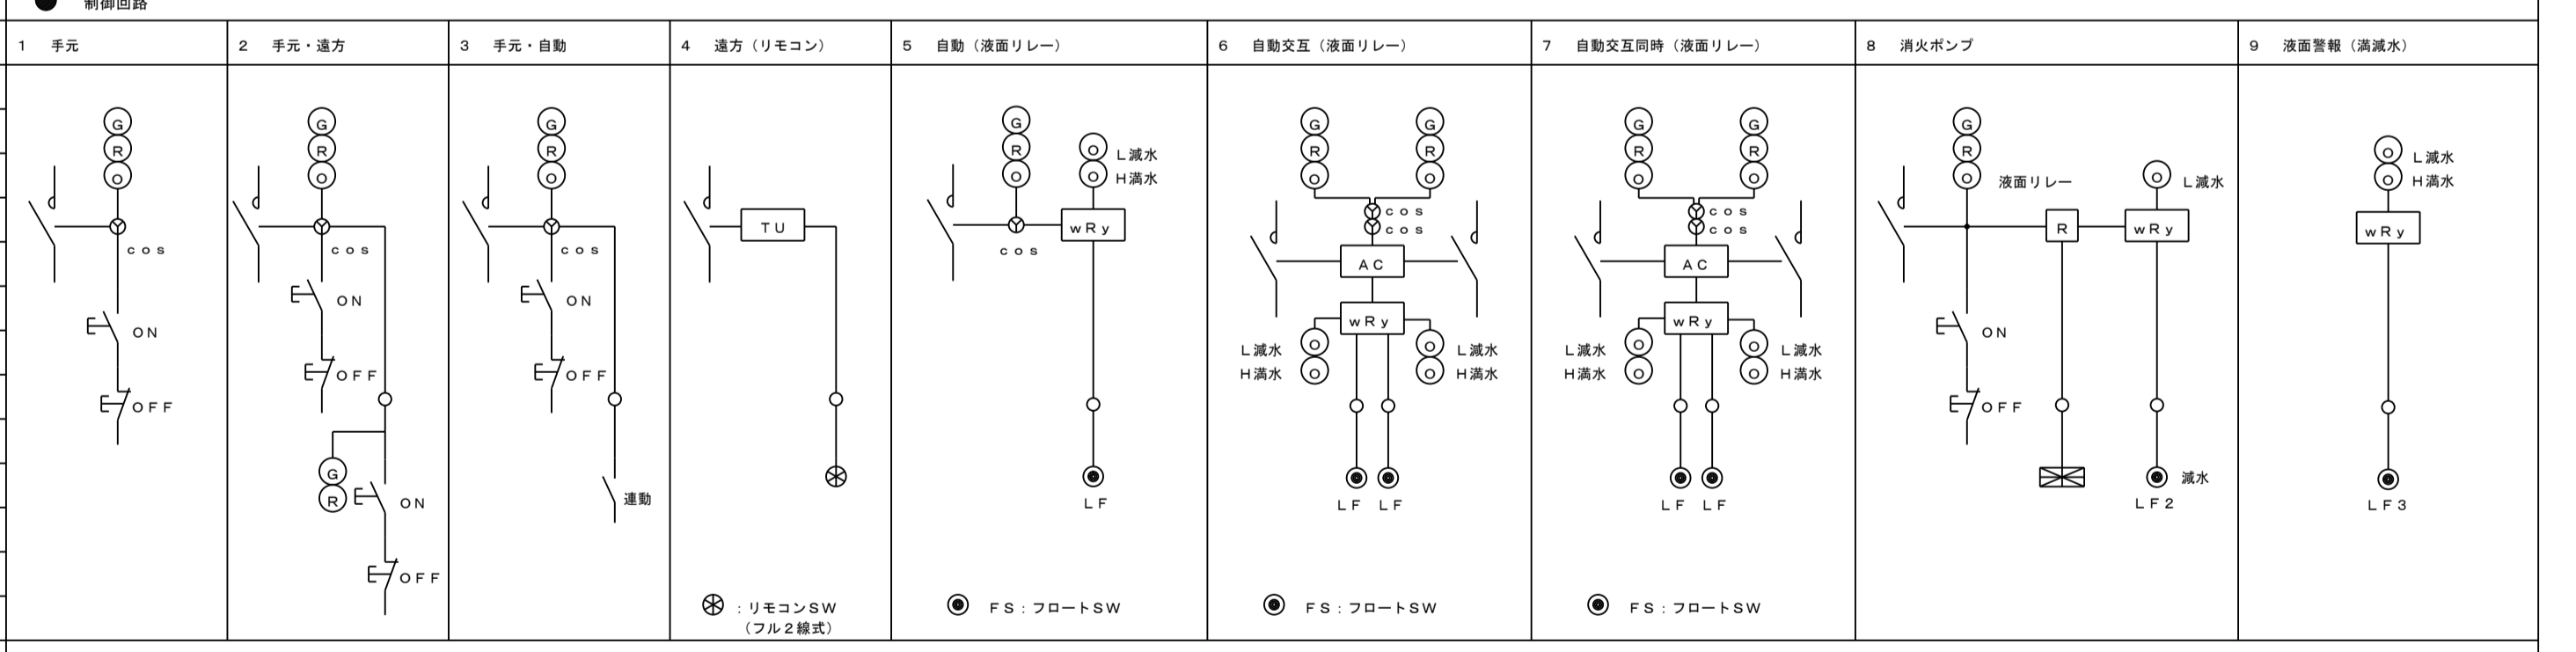 制御回路
1 手元
2 手元・遠方
3 手元・自動
4 遠方（リモコン）
5 自動（液面リレー）
6 自動交互（液面リレー）
7 自動交互同時（液面リレー）
8 消火ポンプ
9 液面警報（満減水）
G
R
O
cos
ON
OFF
G
R
O
cos
ON
OFF
G
R
ON
OFF
G
R
O
cos
ON
OFF
連動
TU
：リモコンSW
（フル2線式）
G
R
O
cos
O
O
L減水
H満水
wRy
LF
FS：フロートSW
G
R
O
G
R
O
cos
cos
AC
wRy
L減水
H満水
O
O
O
O
L減水
H満水
LF LF
FS：フロートSW
G
R
O
G
R
O
cos
cos
AC
wRy
L減水
H満水
O
O
O
O
L減水
H満水
LF LF
FS：フロートSW
G
R
O
液面リレー
R
O
L減水
wRy
ON
OFF
減水
LF2
O
O
L減水
H満水
wRy
LF3